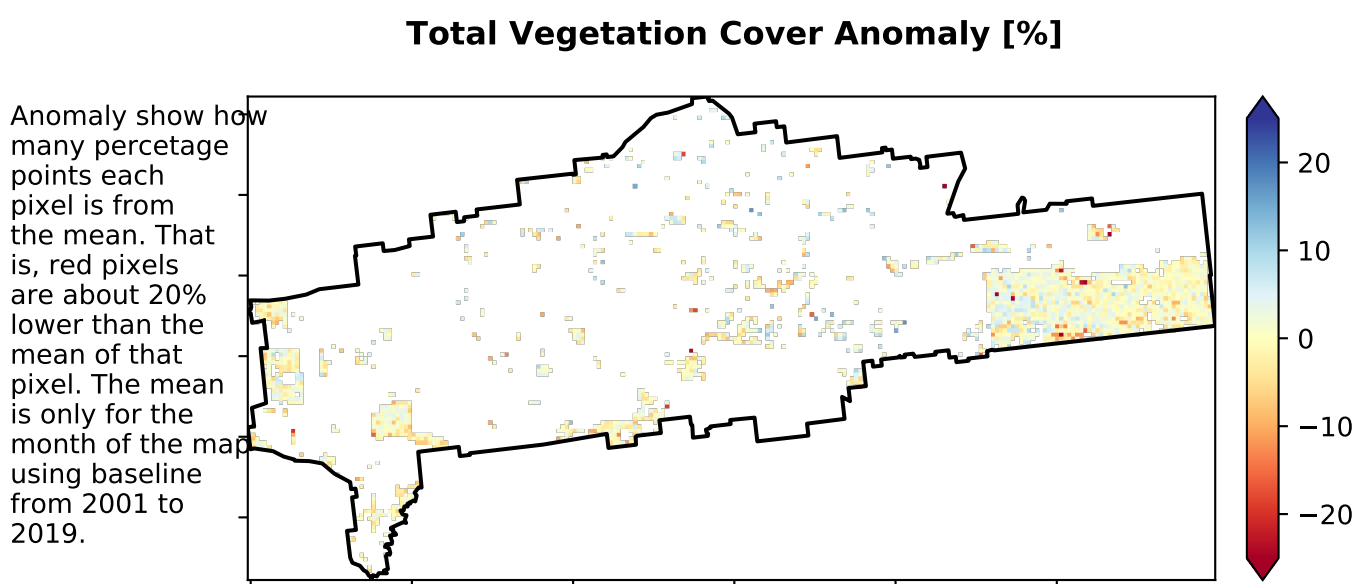 Total Vegetation Cover Anomaly [%]
Anomaly show how
many percetage
points each
pixel is from
the mean. That
is, red pixels
are about 20%
lower than the
mean of that
pixel. The mean
is only for the
month of the map
using baseline
from 2001 to
2019.
20
10
0
−10
−20